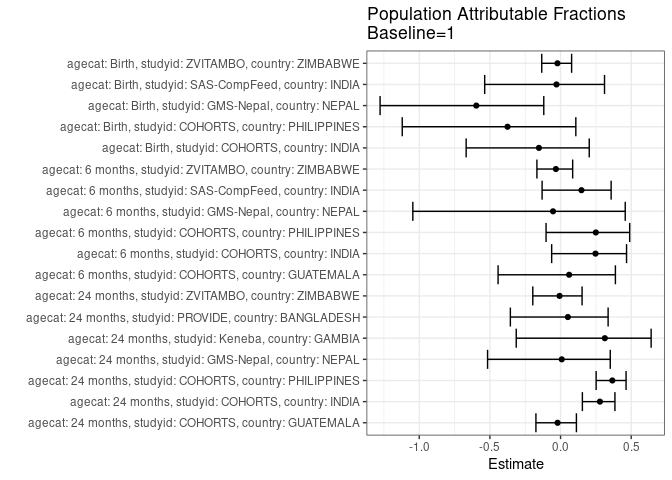 Population Attributable Fractions
Baseline=1
agecat: Birth, studyid: ZVITAMBO, country: ZIMBABWE
agecat: Birth, studyid: SAS-CompFeed, country: INDIA
agecat: Birth, studyid: GMS-Nepal, country: NEPAL
agecat: Birth, studyid: COHORTS, country: PHILIPPINES
agecat: Birth, studyid: COHORTS, country: INDIA
agecat: 6 months, studyid: ZVITAMBO, country: ZIMBABWE
agecat: 6 months, studyid: SAS-CompFeed, country: INDIA
agecat: 6 months, studyid: GMS-Nepal, country: NEPAL
agecat: 6 months, studyid: COHORTS, country: PHILIPPINES
agecat: 6 months, studyid: COHORTS, country: INDIA
agecat: 6 months, studyid: COHORTS, country: GUATEMALA
agecat: 24 months, studyid: ZVITAMBO, country: ZIMBABWE
agecat: 24 months, studyid: PROVIDE, country: BANGLADESH
agecat: 24 months, studyid: Keneba, country: GAMBIA
agecat: 24 months, studyid: GMS-Nepal, country: NEPAL
agecat: 24 months, studyid: COHORTS, country: PHILIPPINES
agecat: 24 months, studyid: COHORTS, country: INDIA
agecat: 24 months, studyid: COHORTS, country: GUATEMALA
-1.0 -0.5 0.0 0.5
Estimate